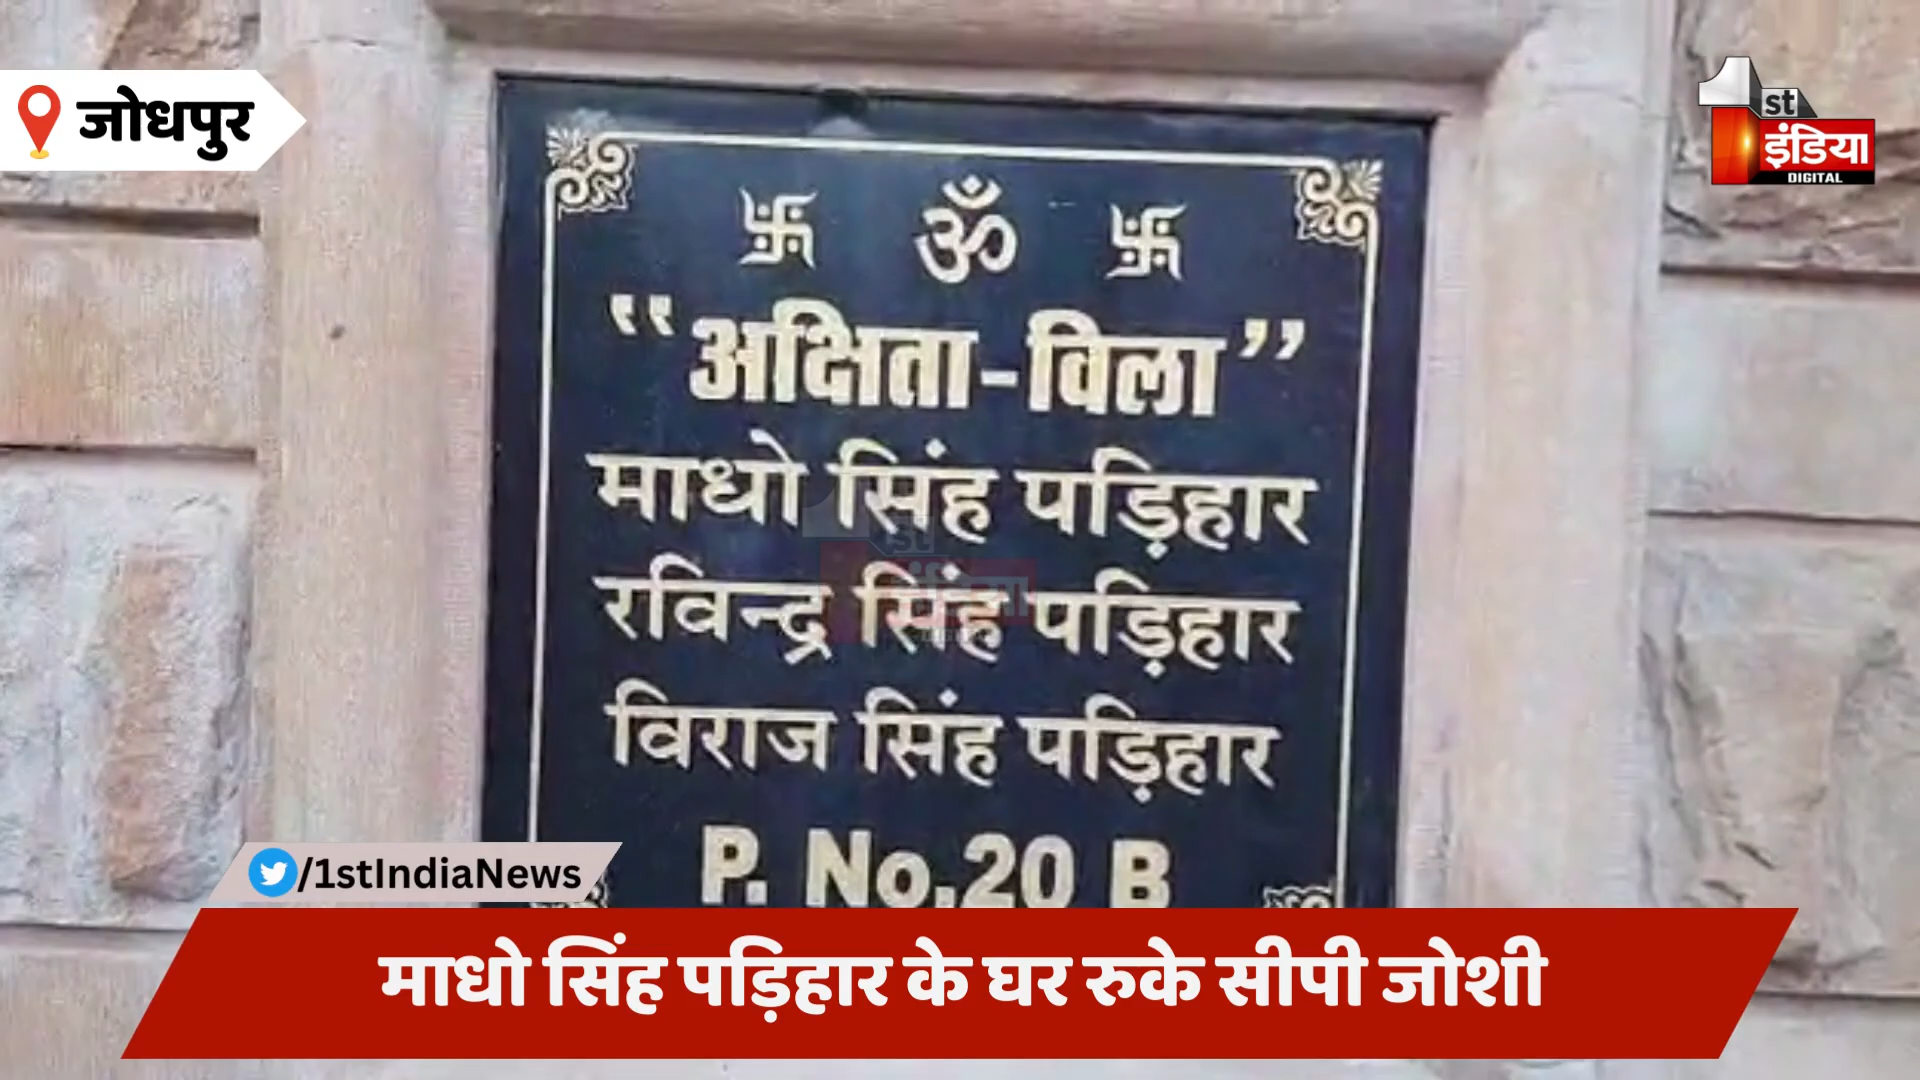 जोधपुर
1st
इंडिया
DIGITAL
卐 ॐ 卐
"अक्षिता-विला"
माधो सिंह पड़िहार
रविन्द्र सिंह पड़िहार
विराज सिंह पड़िहार
P. No.20 B
/1stIndiaNews
माधो सिंह पड़िहार के घर रुके सीपी जोशी